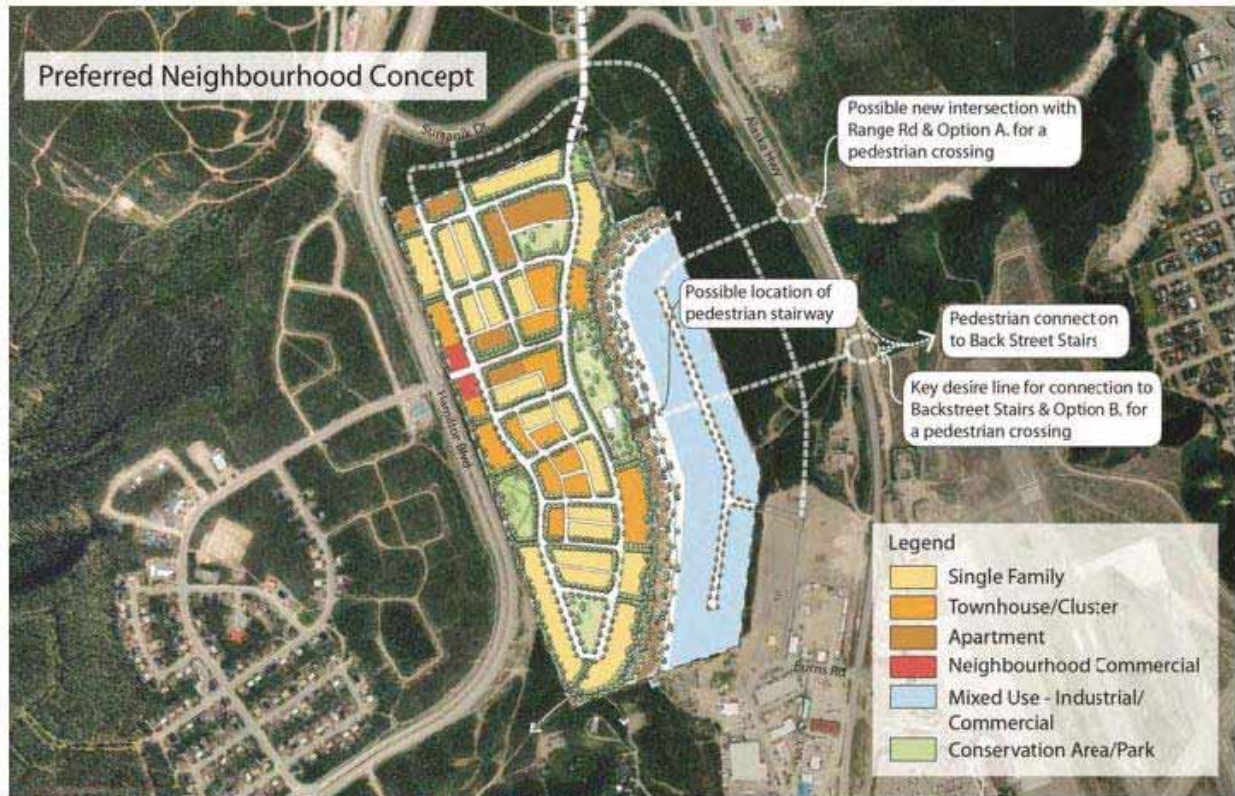 Preferred Neighbourhood Concept
Sumanik Dr
Alaska Hwy
Possible new intersection with
Range Rd & Option A. for a
pedestrian crossing
Possible location of
pedestrian stairway
Pedestrian connection
to Back Street Stairs
Key desire line for connection to
Backstreet Stairs & Option B. for
a pedestrian crossing
Hamilton Blvd
Burns Rd
Legend
Single Family
Townhouse/Cluster
Apartment
Neighbourhood Commercial
Mixed Use - Industrial/
Commercial
Conservation Area/Park